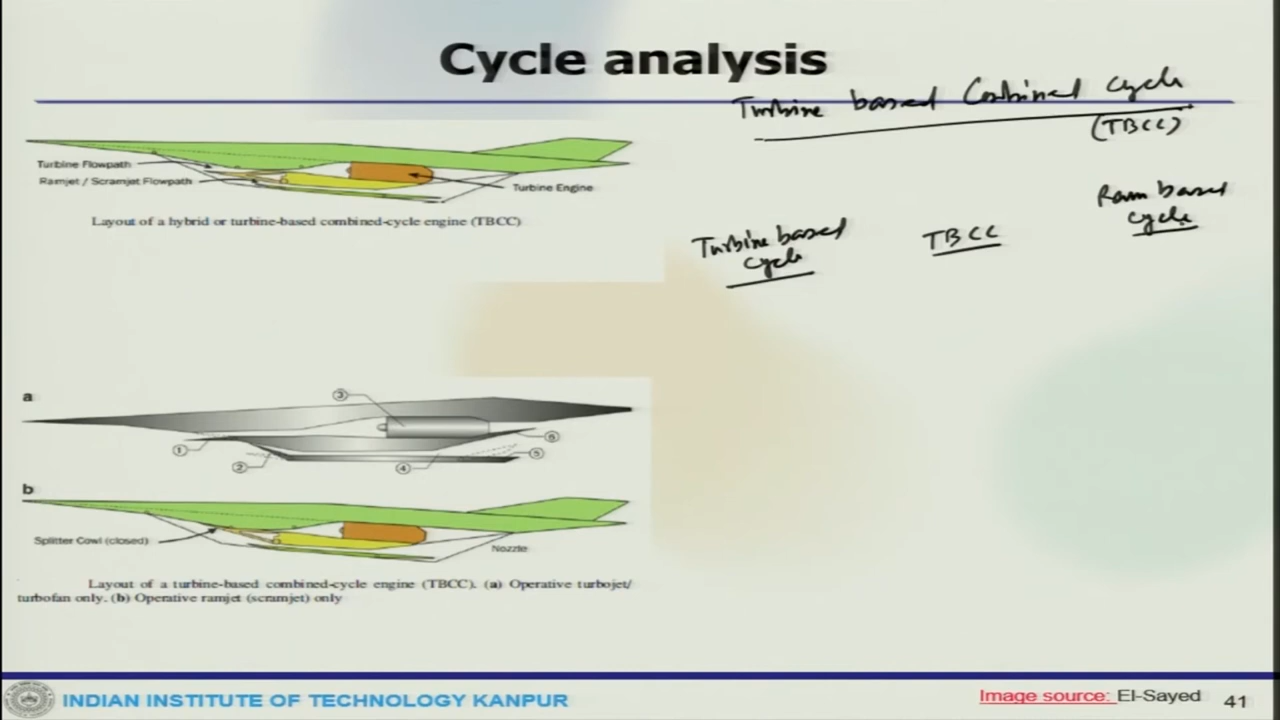 Cycle analysis
Turbine based Combined cycle
(TBCC)
Turbine Flowpath
Ramjet / Scramjet Flowpath
Turbine Engine
Layout of a hybrid or turbine-based combined-cycle engine (TBCC)
Turbine based
cycle
TBCC
Ram based
cycle
a
3
1
2
4
5
6
b
Splitter Cowl (closed)
Nozzle
Layout of a turbine-based combined-cycle engine (TBCC). (a) Operative turbojet/
turbofan only. (b) Operative ramjet (scramjet) only
INDIAN INSTITUTE OF TECHNOLOGY KANPUR
Image source: El-Sayed
41